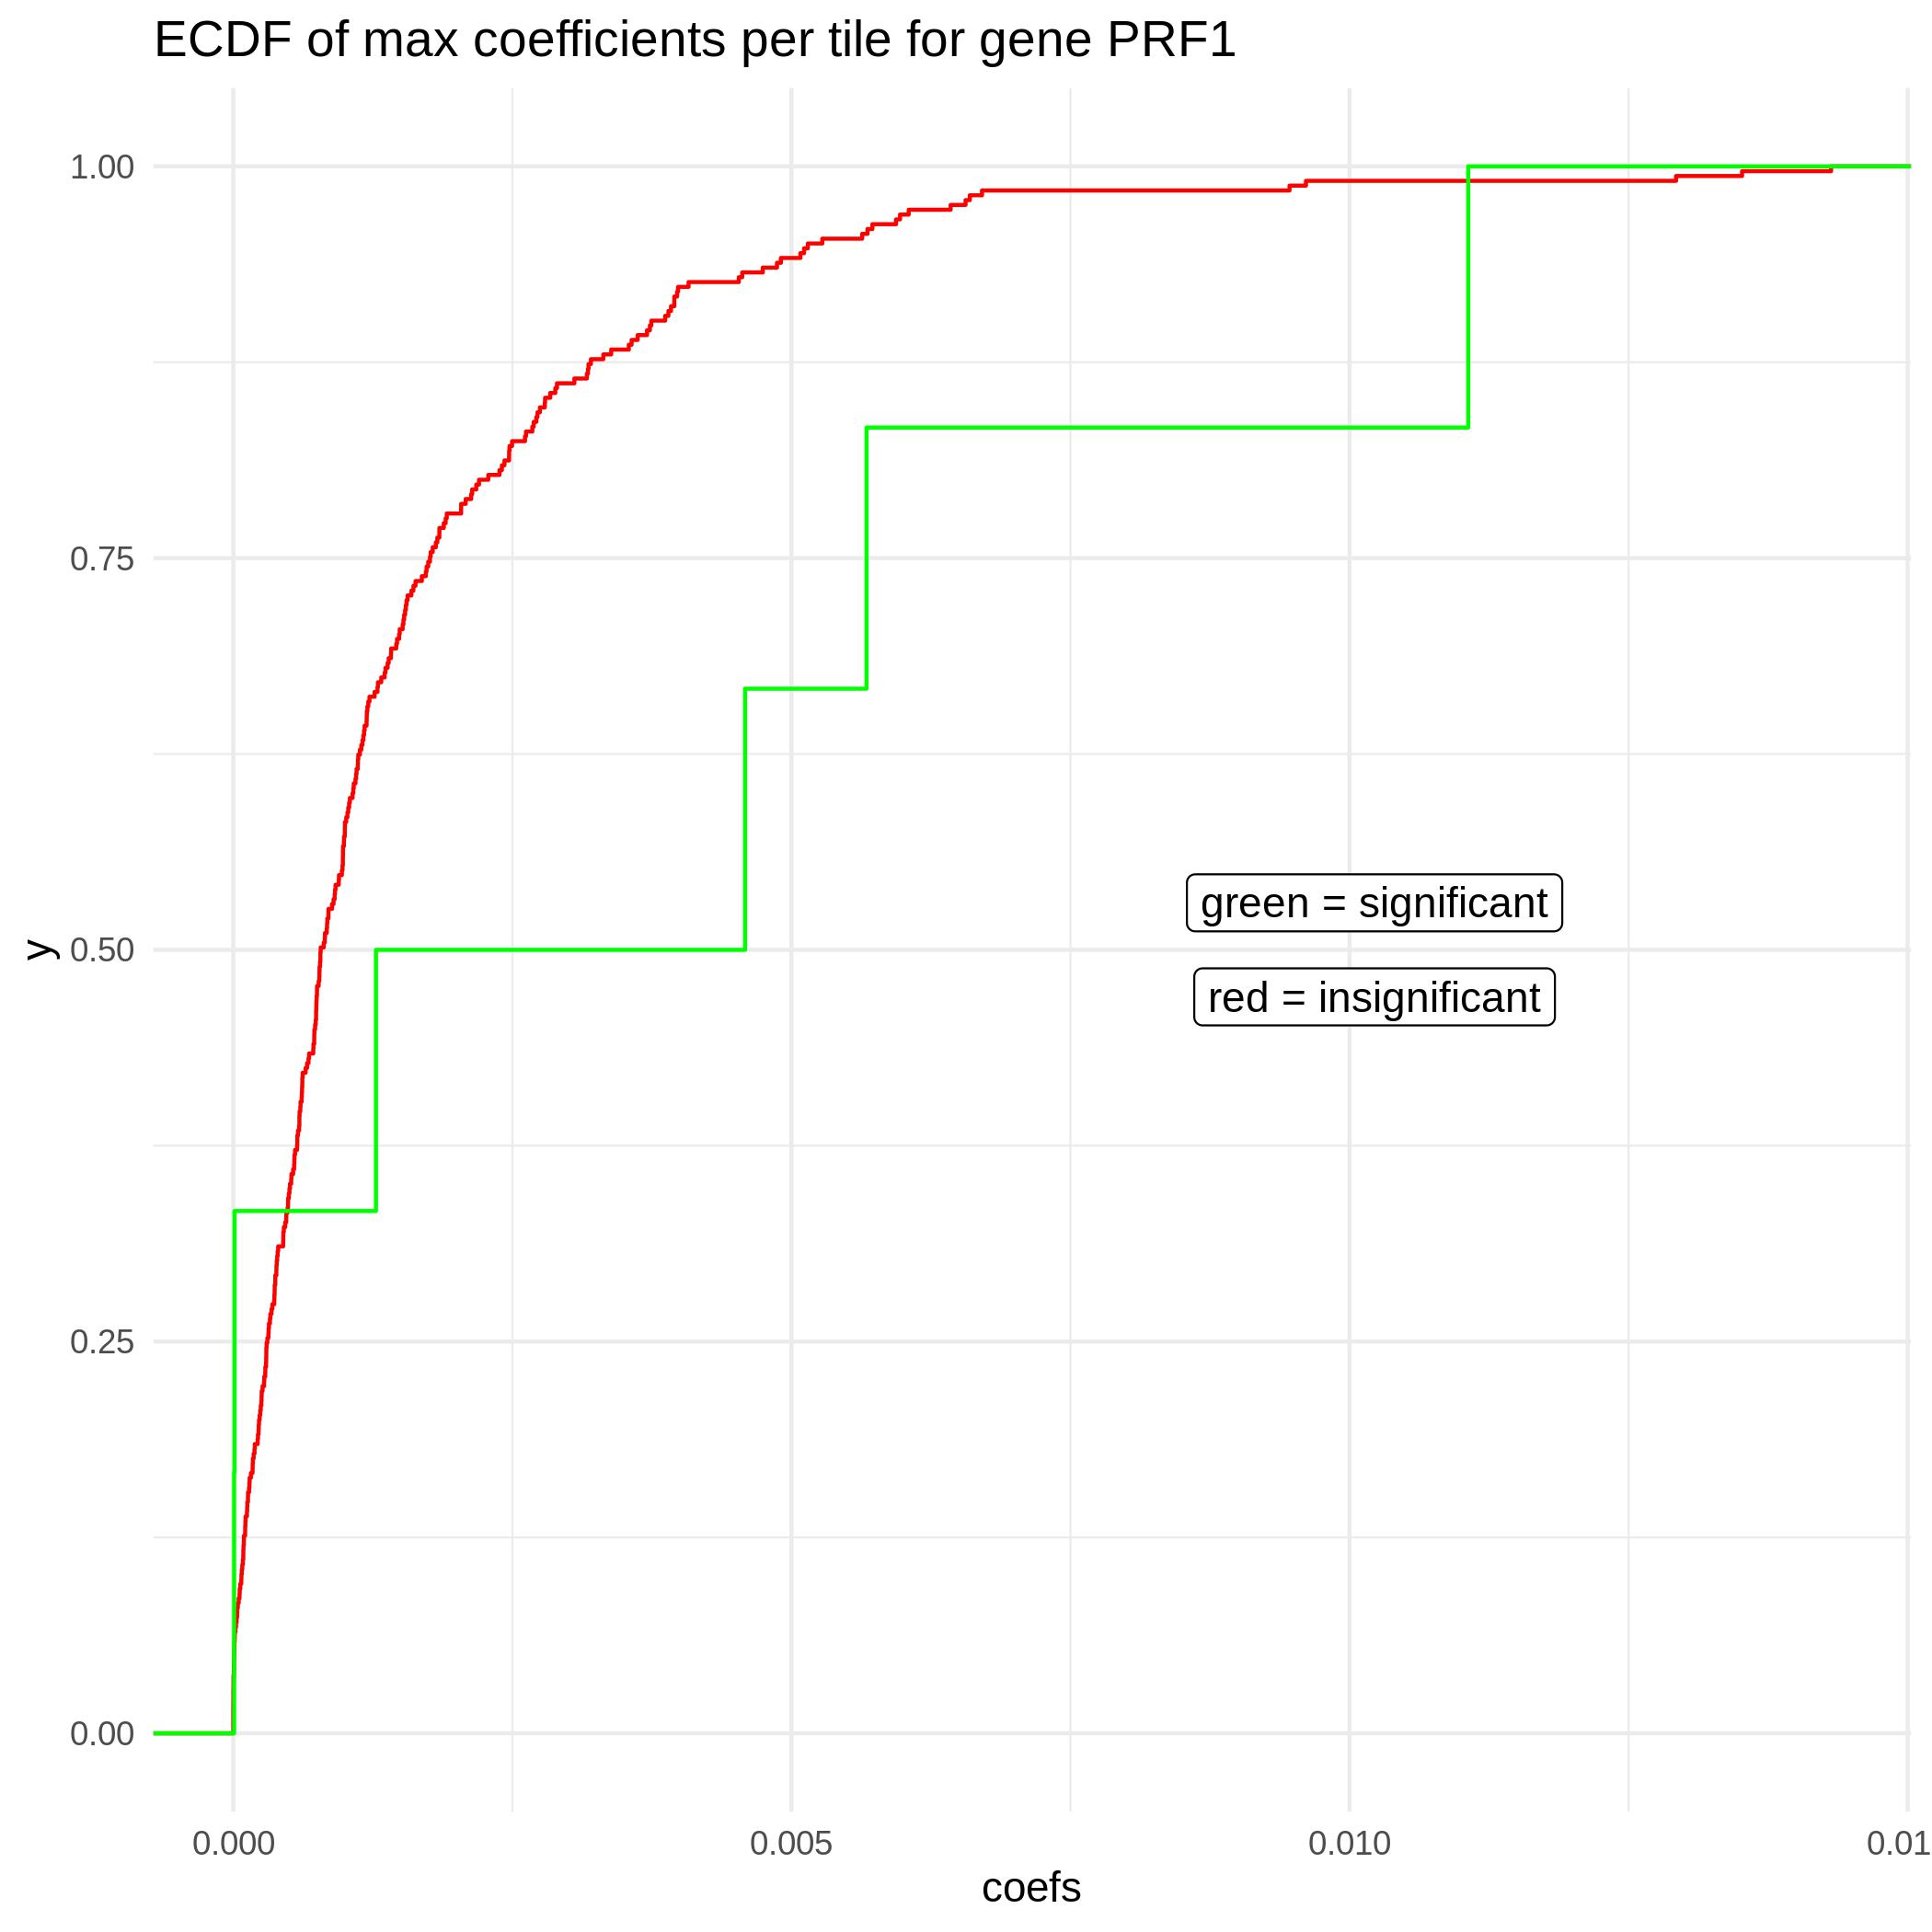 ECDF of max coefficients per tile for gene PRF1
1.00
0.75
y
0.50
0.25
0.00
green = significant
red = insignificant
0.000
0.005
0.010
0.01
coefs